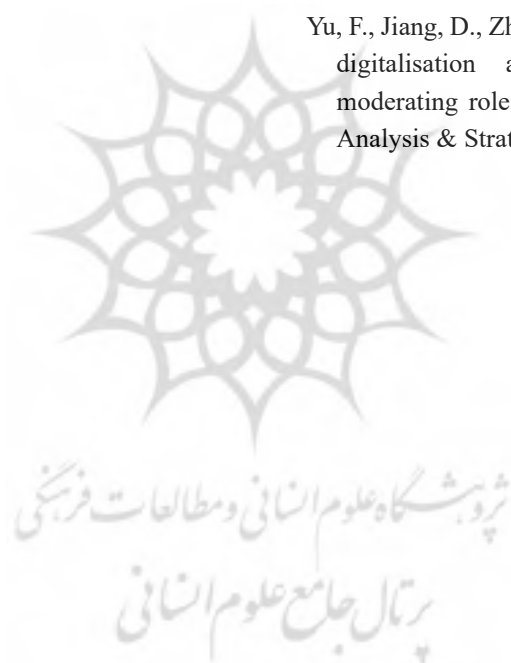 Yu, F., Jiang, D., Zh
digitalisation a
moderating role
Analysis & Strat
پژوهشگاه علوم انسانی و مطالعات فرهنگی
پرتال جامع علوم انسانی